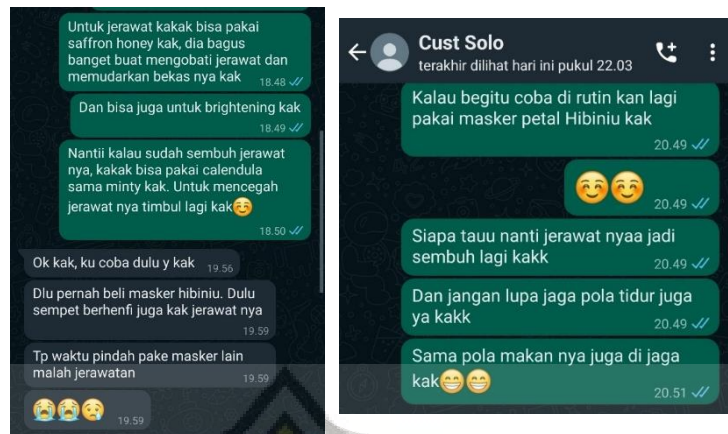 Untuk jerawat kakak bisa pakai
saffron honey kak, dia bagus
banget buat mengobati jerawat dan
memudarkan bekas nya kak
18.48
Dan bisa juga untuk brightening kak
18.49
Nantii kalau sudah sembuh jerawat
nya, kakak bisa pakai calendula
sama minty kak. Untuk mencegah
jerawat nya timbul lagi kak😊
18.50
Ok kak, ku coba dulu y kak 19.56
Dlu pernah beli masker hibiniu. Dulu
sempet berhenfi juga kak jerawat nya
19.59
Tp waktu pindah pake masker lain
malah jerawatan
19.59
😭😭😢 19.59
Cust Solo
terakhir dilihat hari ini pukul 22.03
Kalau begitu coba di rutin kan lagi
pakai masker petal Hibiniu kak
20.49
☺️☺️ 20.49
Siapa tauu nanti jerawat nyaa jadi
sembuh lagi kakk
20.49
Dan jangan lupa jaga pola tidur juga
ya kakk
20.49
Sama pola makan nya juga di jaga
kak😁😁
20.51